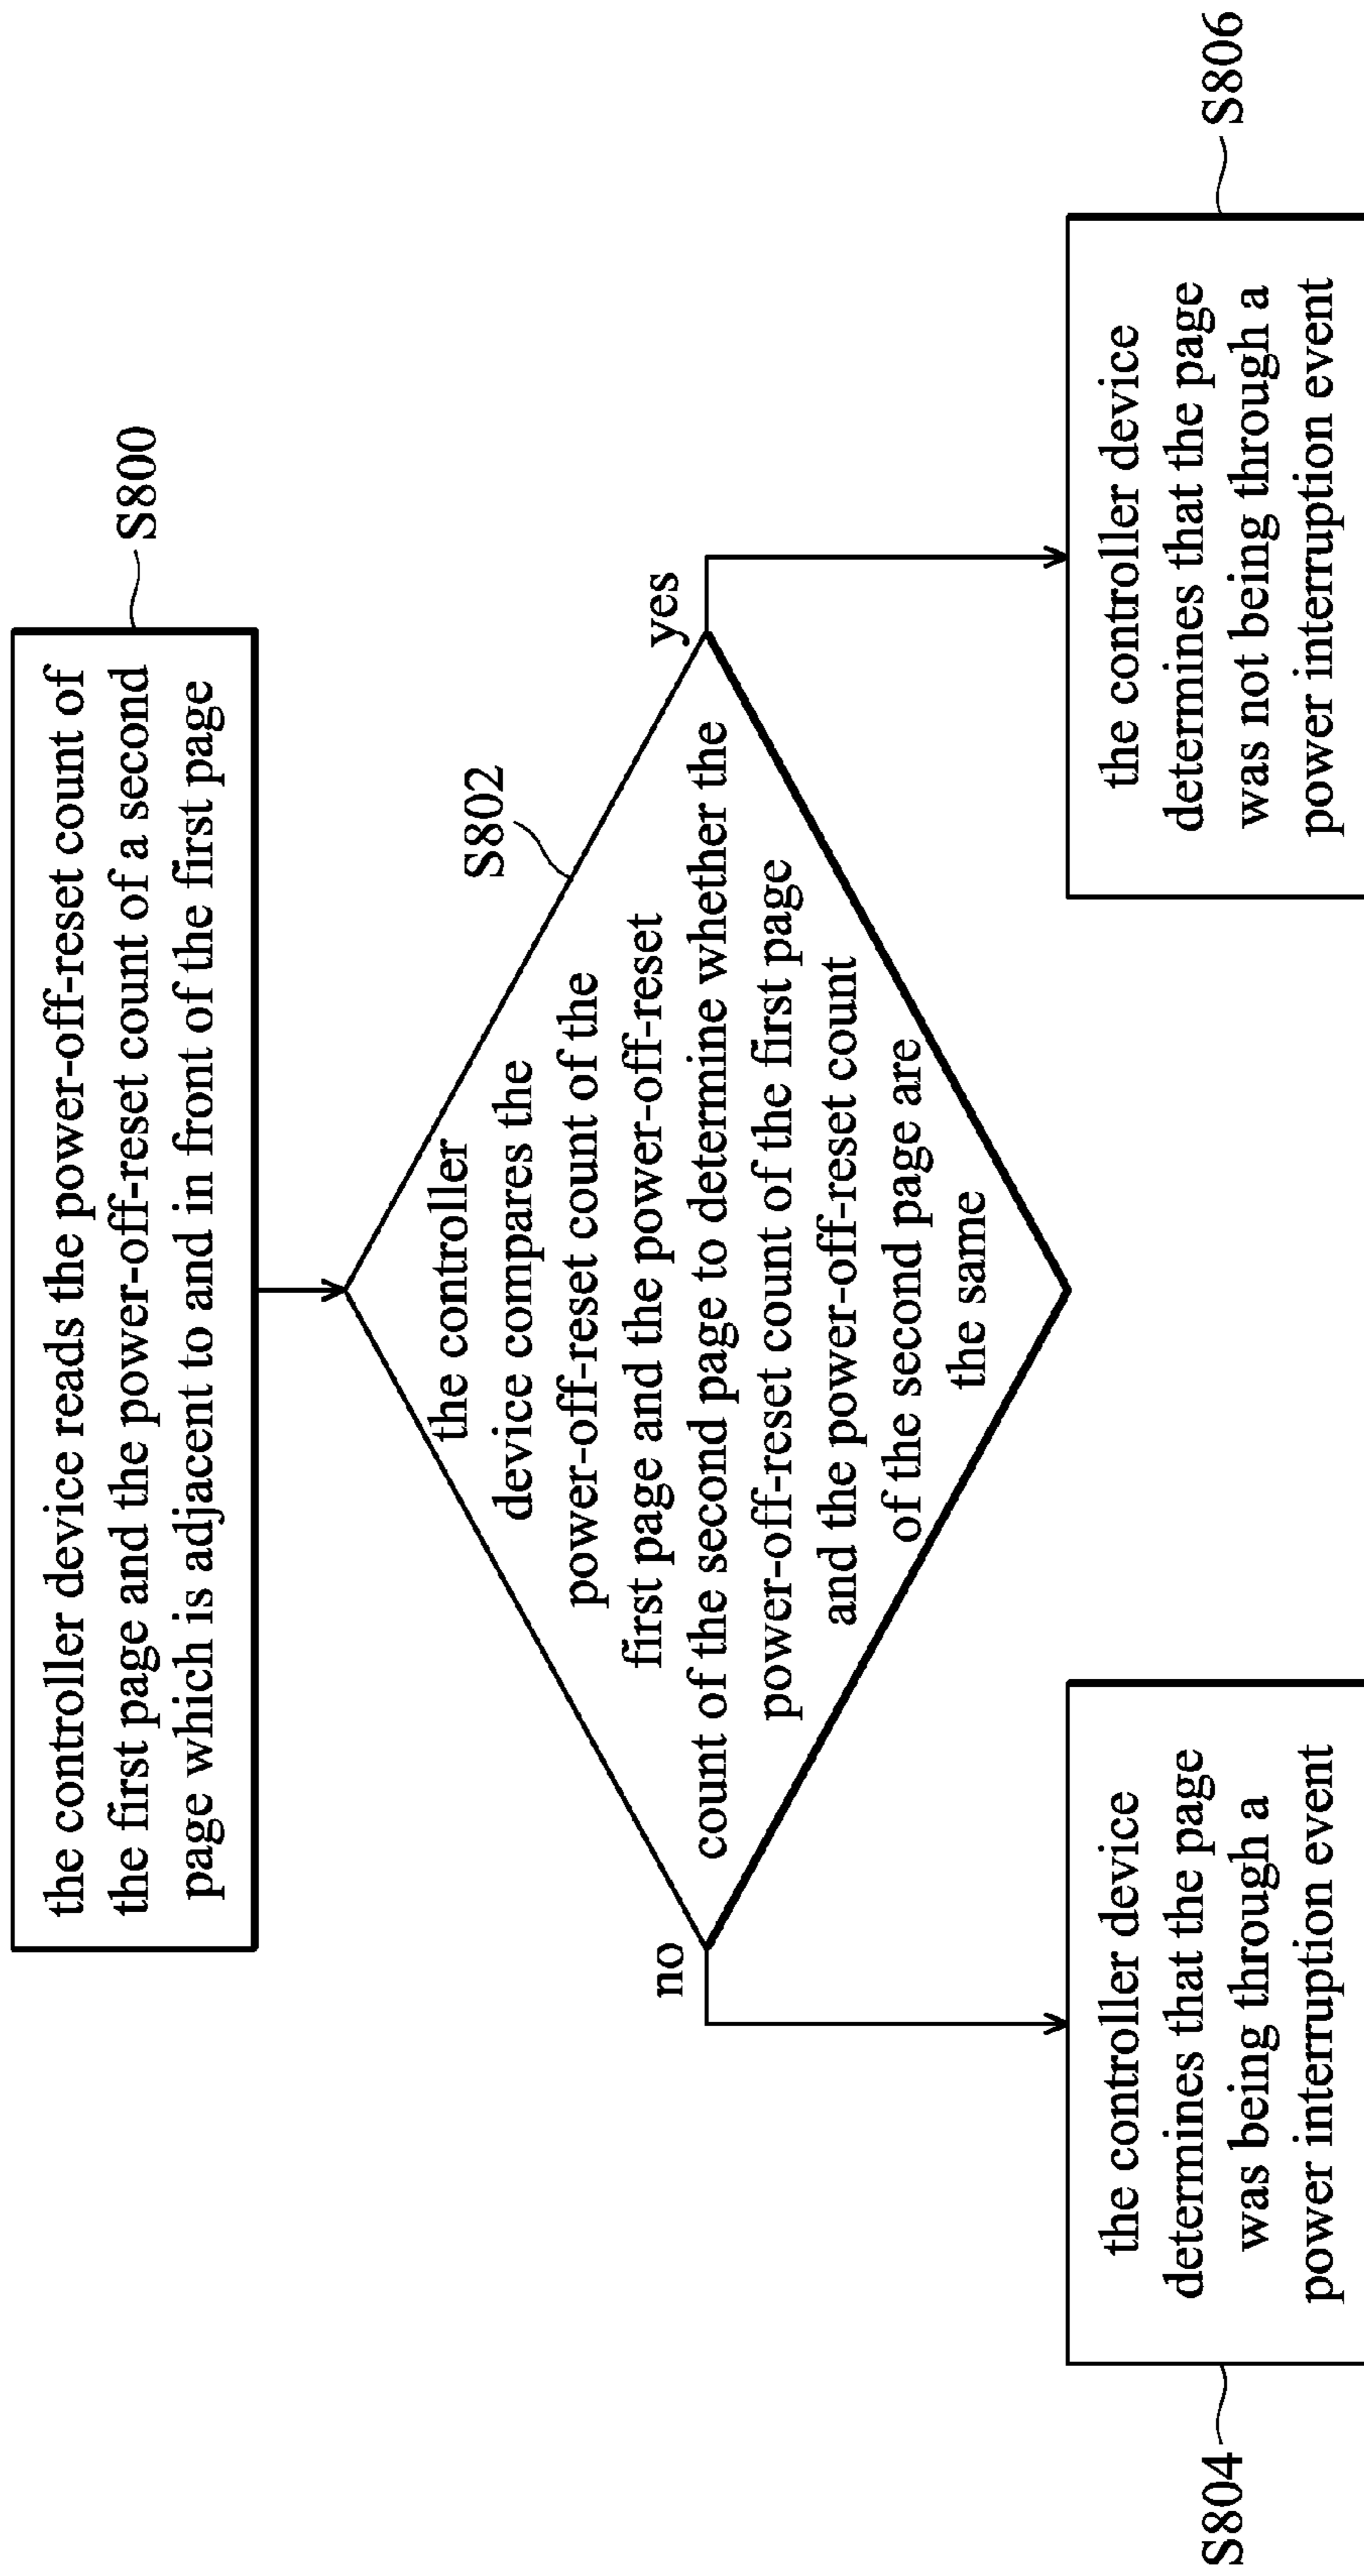 the controller device reads the power-off-reset count of
the first page and the power-off-reset count of a second
page which is adjacent to and in front of the first page
S800
S802
the controller
device compares the
power-off-reset count of the
first page and the power-off-reset
count of the second page to determine whether the
power-off-reset count of the first page
and the power-off-reset count
of the second page are
the same
no
yes
the controller device
determines that the page
was being through a
power interruption event
S804
the controller device
determines that the page
was not being through a
power interruption event
S806